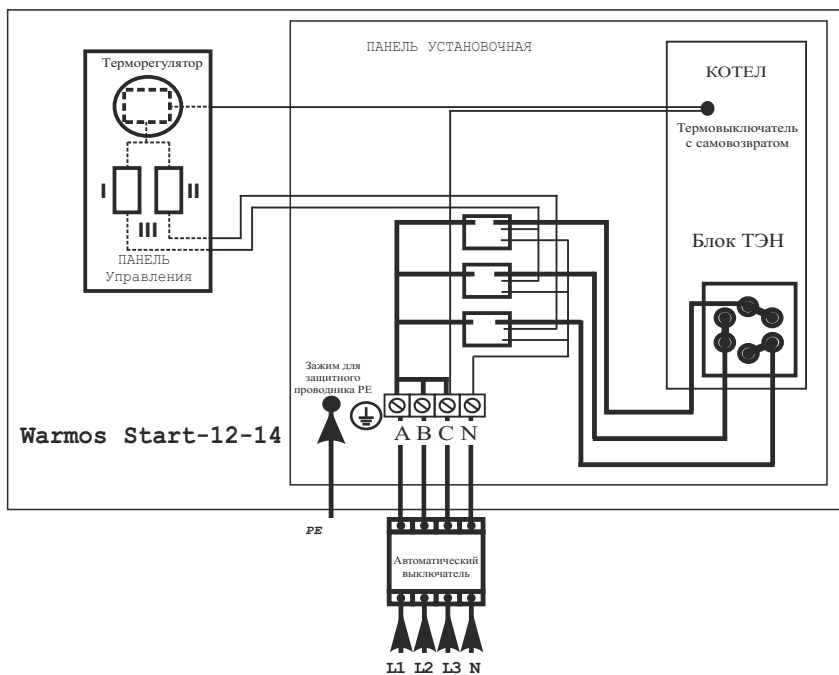 ПАНЕЛЬ УСТАНОВОЧНАЯ
Терморегулятор
КОТЕЛ
Термовыключатель
с самовозвратом
I
II
III
ПАНЕЛЬ
Управления
Блок ТЭН
Зажим для
защитного
проводника PE
Warmos Start-12-14
A B C N
PE
Автоматический
выключатель
L1 L2 L3 N